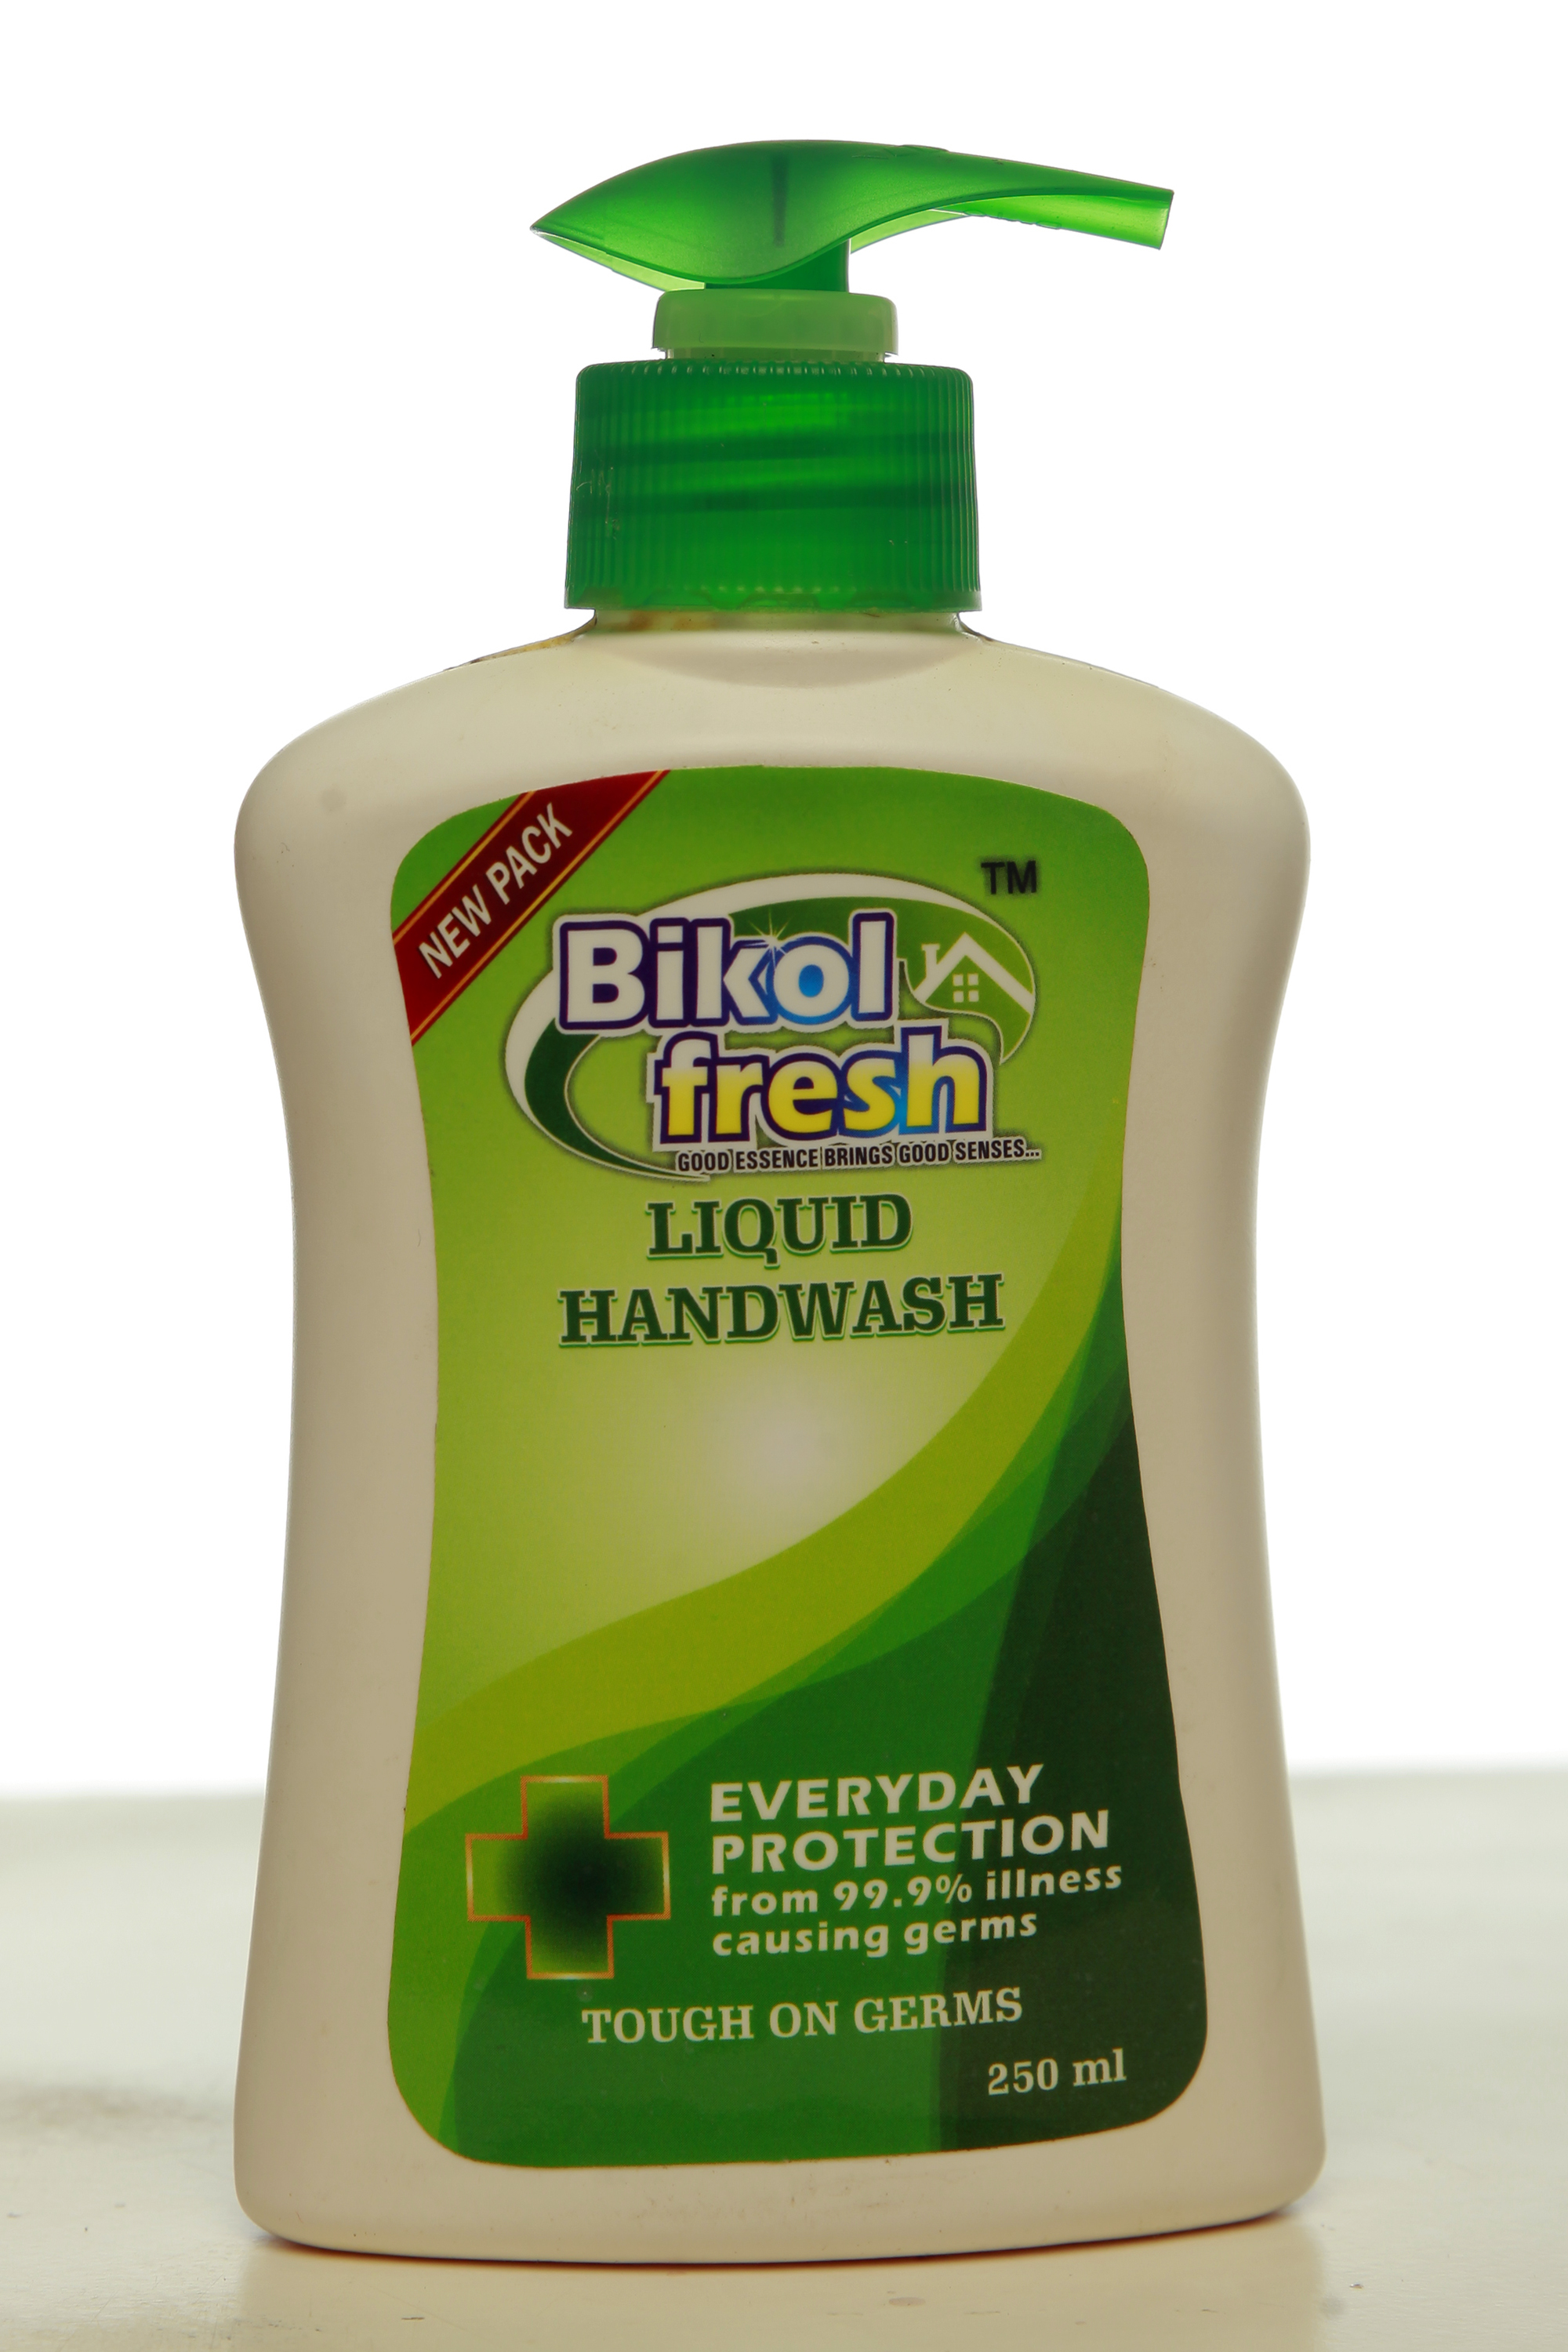 NEW PACK
TM
Bikol
fresh
GOOD ESSENCE BRINGS GOOD SENSES...
LIQUID
HANDWASH
EVERYDAY
PROTECTION
from 99.9% illness
causing germs
TOUGH ON GERMS
250 ml